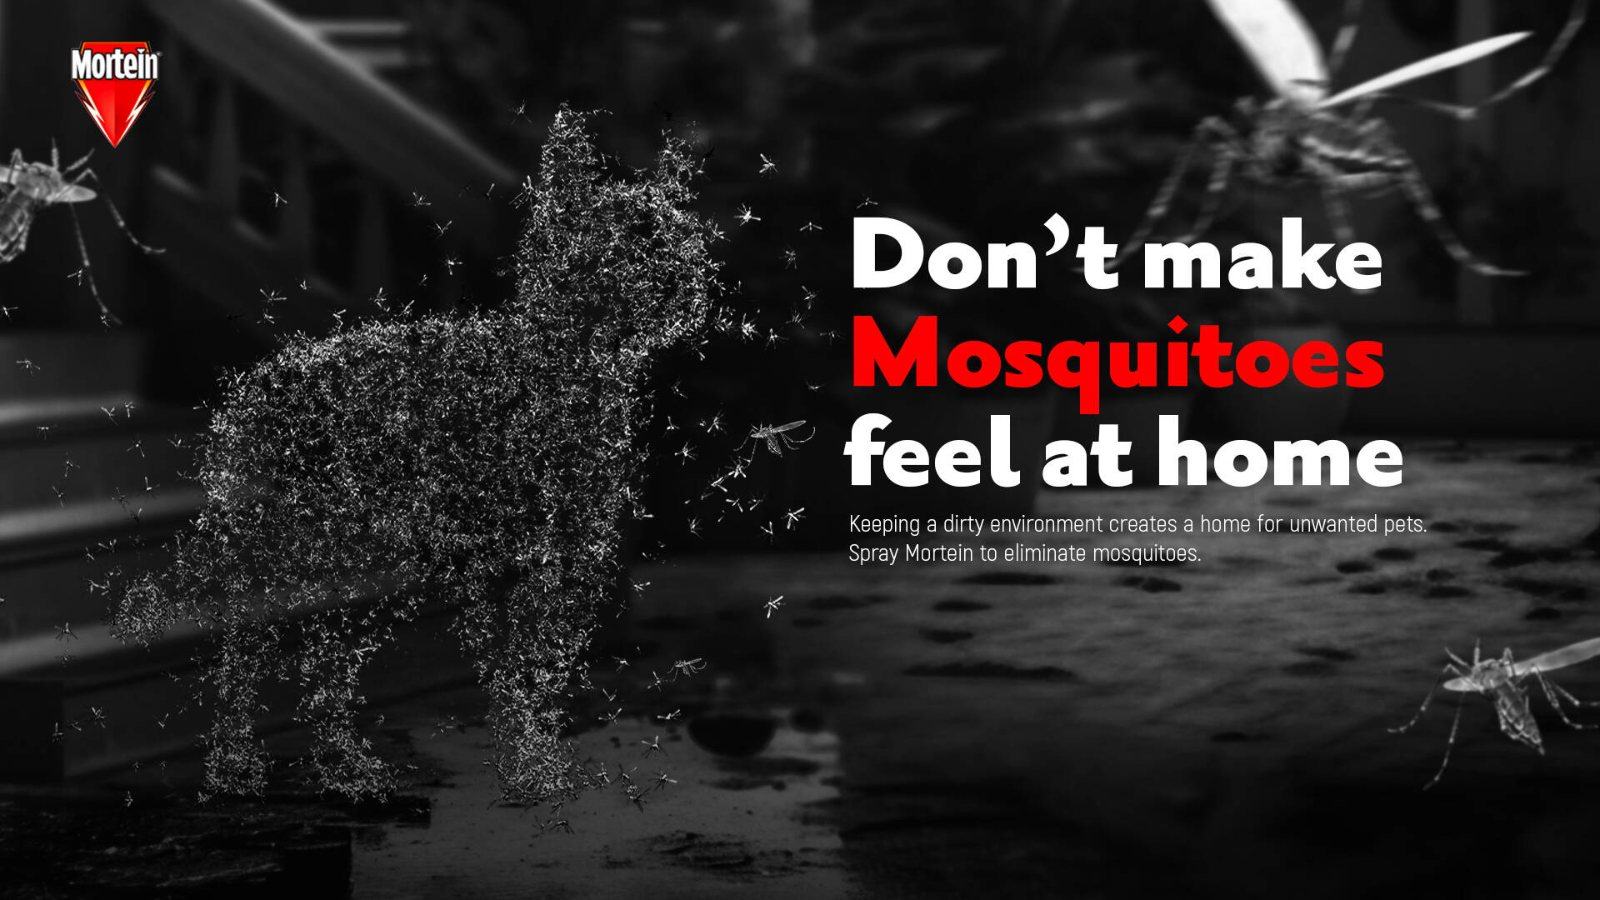 Mortein
Don't make
Mosquitoes
feel at home
Keeping a dirty environment creates a home for unwanted pets.
Spray Mortein to eliminate mosquitoes.